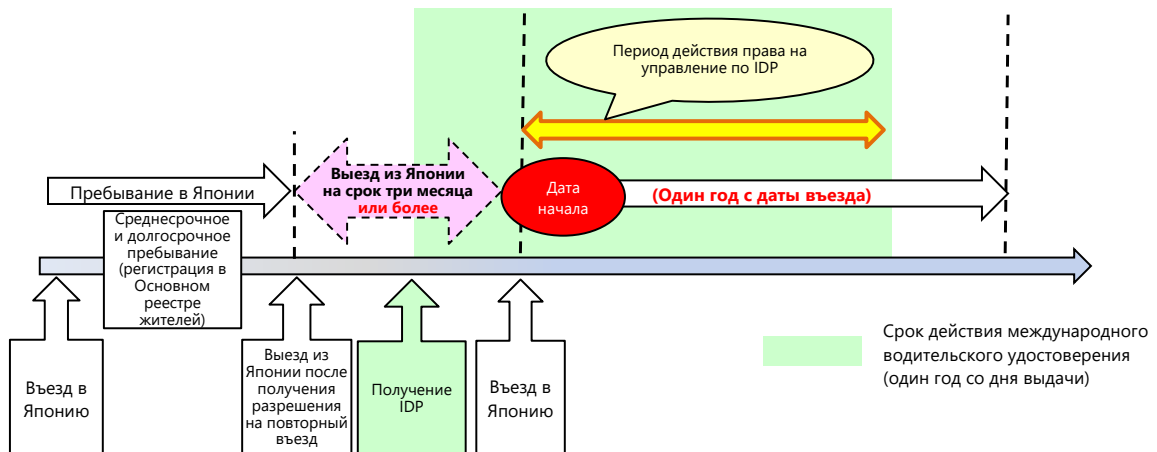 Период действия права на
управление по IDP
Выезд из Японии
на срок три месяца
или более
Пребывание в Японии
Дата
начала
(Один год с даты въезда)
Среднесрочное
и долгосрочное
пребывание
(регистрация в
Основном
реестре
жителей)
Въезд в
Японию
Выезд из
Японии после
получения
разрешения
на повторный
въезд
Получение
IDP
Въезд в
Японию
Срок действия международного
водительского удостоверения
(один год со дня выдачи)